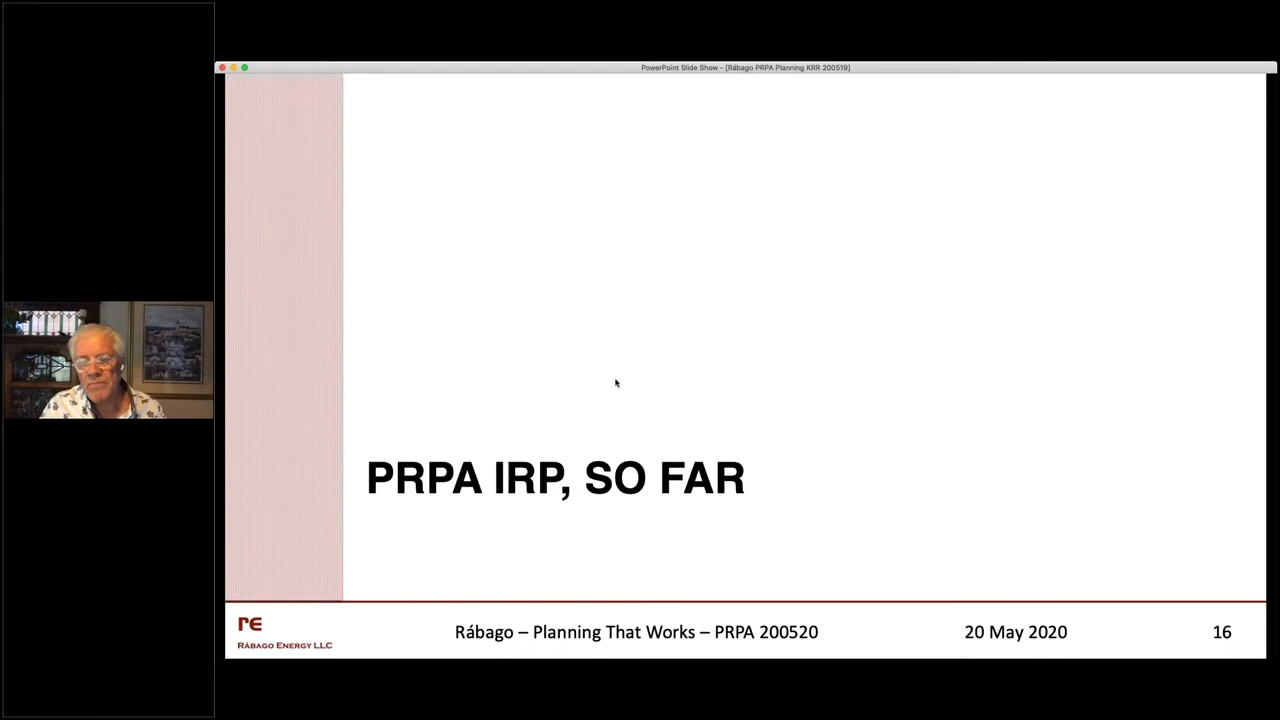 PowerPoint Slide Show - [Rábago PRPA Planning KRR 200519]
PRPA IRP, SO FAR
re
RÁBAGO ENERGY LLC
Rábago – Planning That Works – PRPA 200520
20 May 2020
16